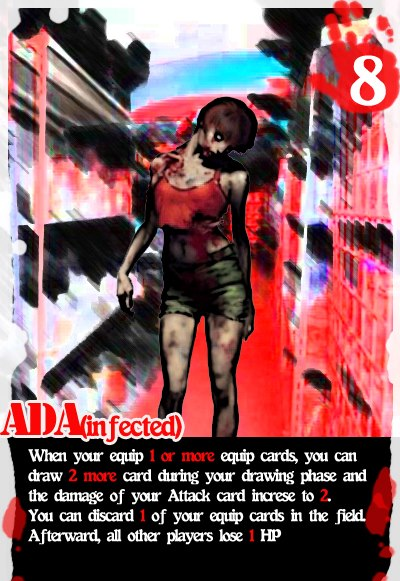 8
ADA(infected)
When your equip 1 or more equip cards, you can
draw 2 more card during your drawing phase and
the damage of your Attack card increse to 2.
You can discard 1 of your equip cards in the field.
Afterward, all other players lose 1 HP